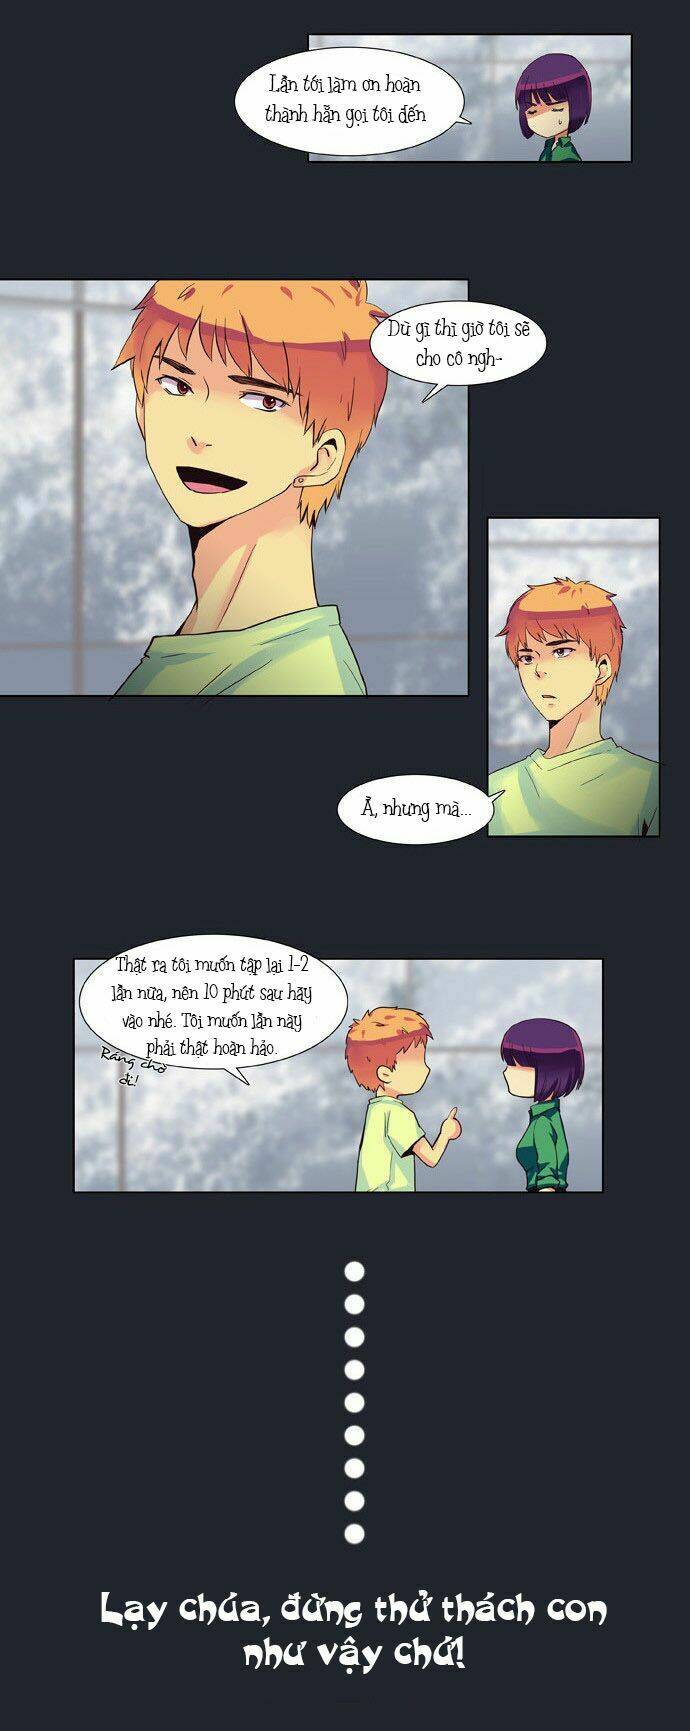 Lần tới làm ơn hoàn
thành hẵn gọi tôi đến
Dù gì thì giờ tôi sẽ
cho cô ngh-
À, nhưng mà...
Thật ra tôi muốn tập lại 1-2
lần nữa, nên 10 phút sau hãy
vào nhé. Tôi muốn lần này
phải thật hoàn hảo.
Ráng chờ
đi!
Lạy chúa, đừng thử thách con
như vậy chứ!